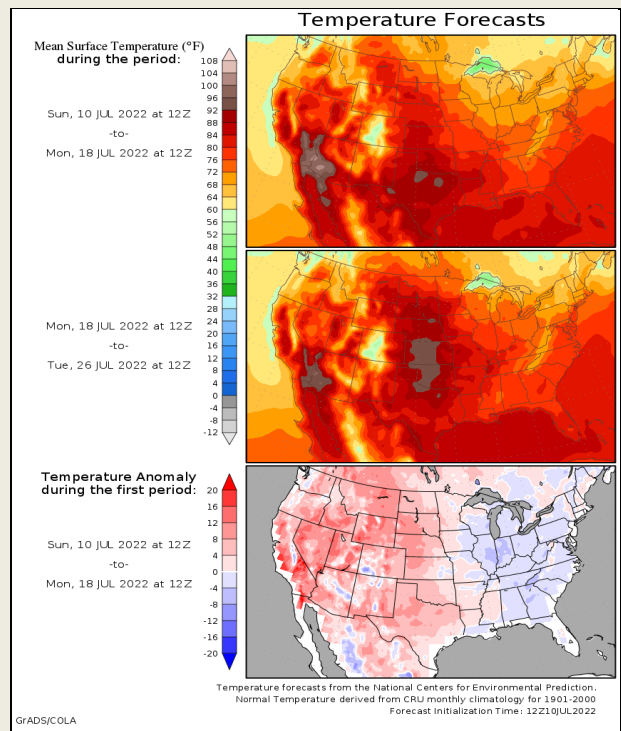 Temperature Forecasts
Mean Surface Temperature (°F)
during the period:
108
104
100
96
92
88
84
80
76
72
68
64
60
56
52
48
44
40
36
32
28
24
20
16
12
8
4
0
-4
-8
-12
Sun, 10 JUL 2022 at 12Z
-to-
Mon, 18 JUL 2022 at 12Z
Mon, 18 JUL 2022 at 12Z
-to-
Tue, 26 JUL 2022 at 12Z
Temperature Anomaly
during the first period:
20
16
12
8
4
0
-4
-8
-12
-16
-20
Sun, 10 JUL 2022 at 12Z
-to-
Mon, 18 JUL 2022 at 12Z
Temperature forecasts from the National Centers for Environmental Prediction.
Normal Temperature derived from CRU monthly climatology for 1901-2000
Forecast Initialization Time: 12Z10JUL2022
GrADS/COLA